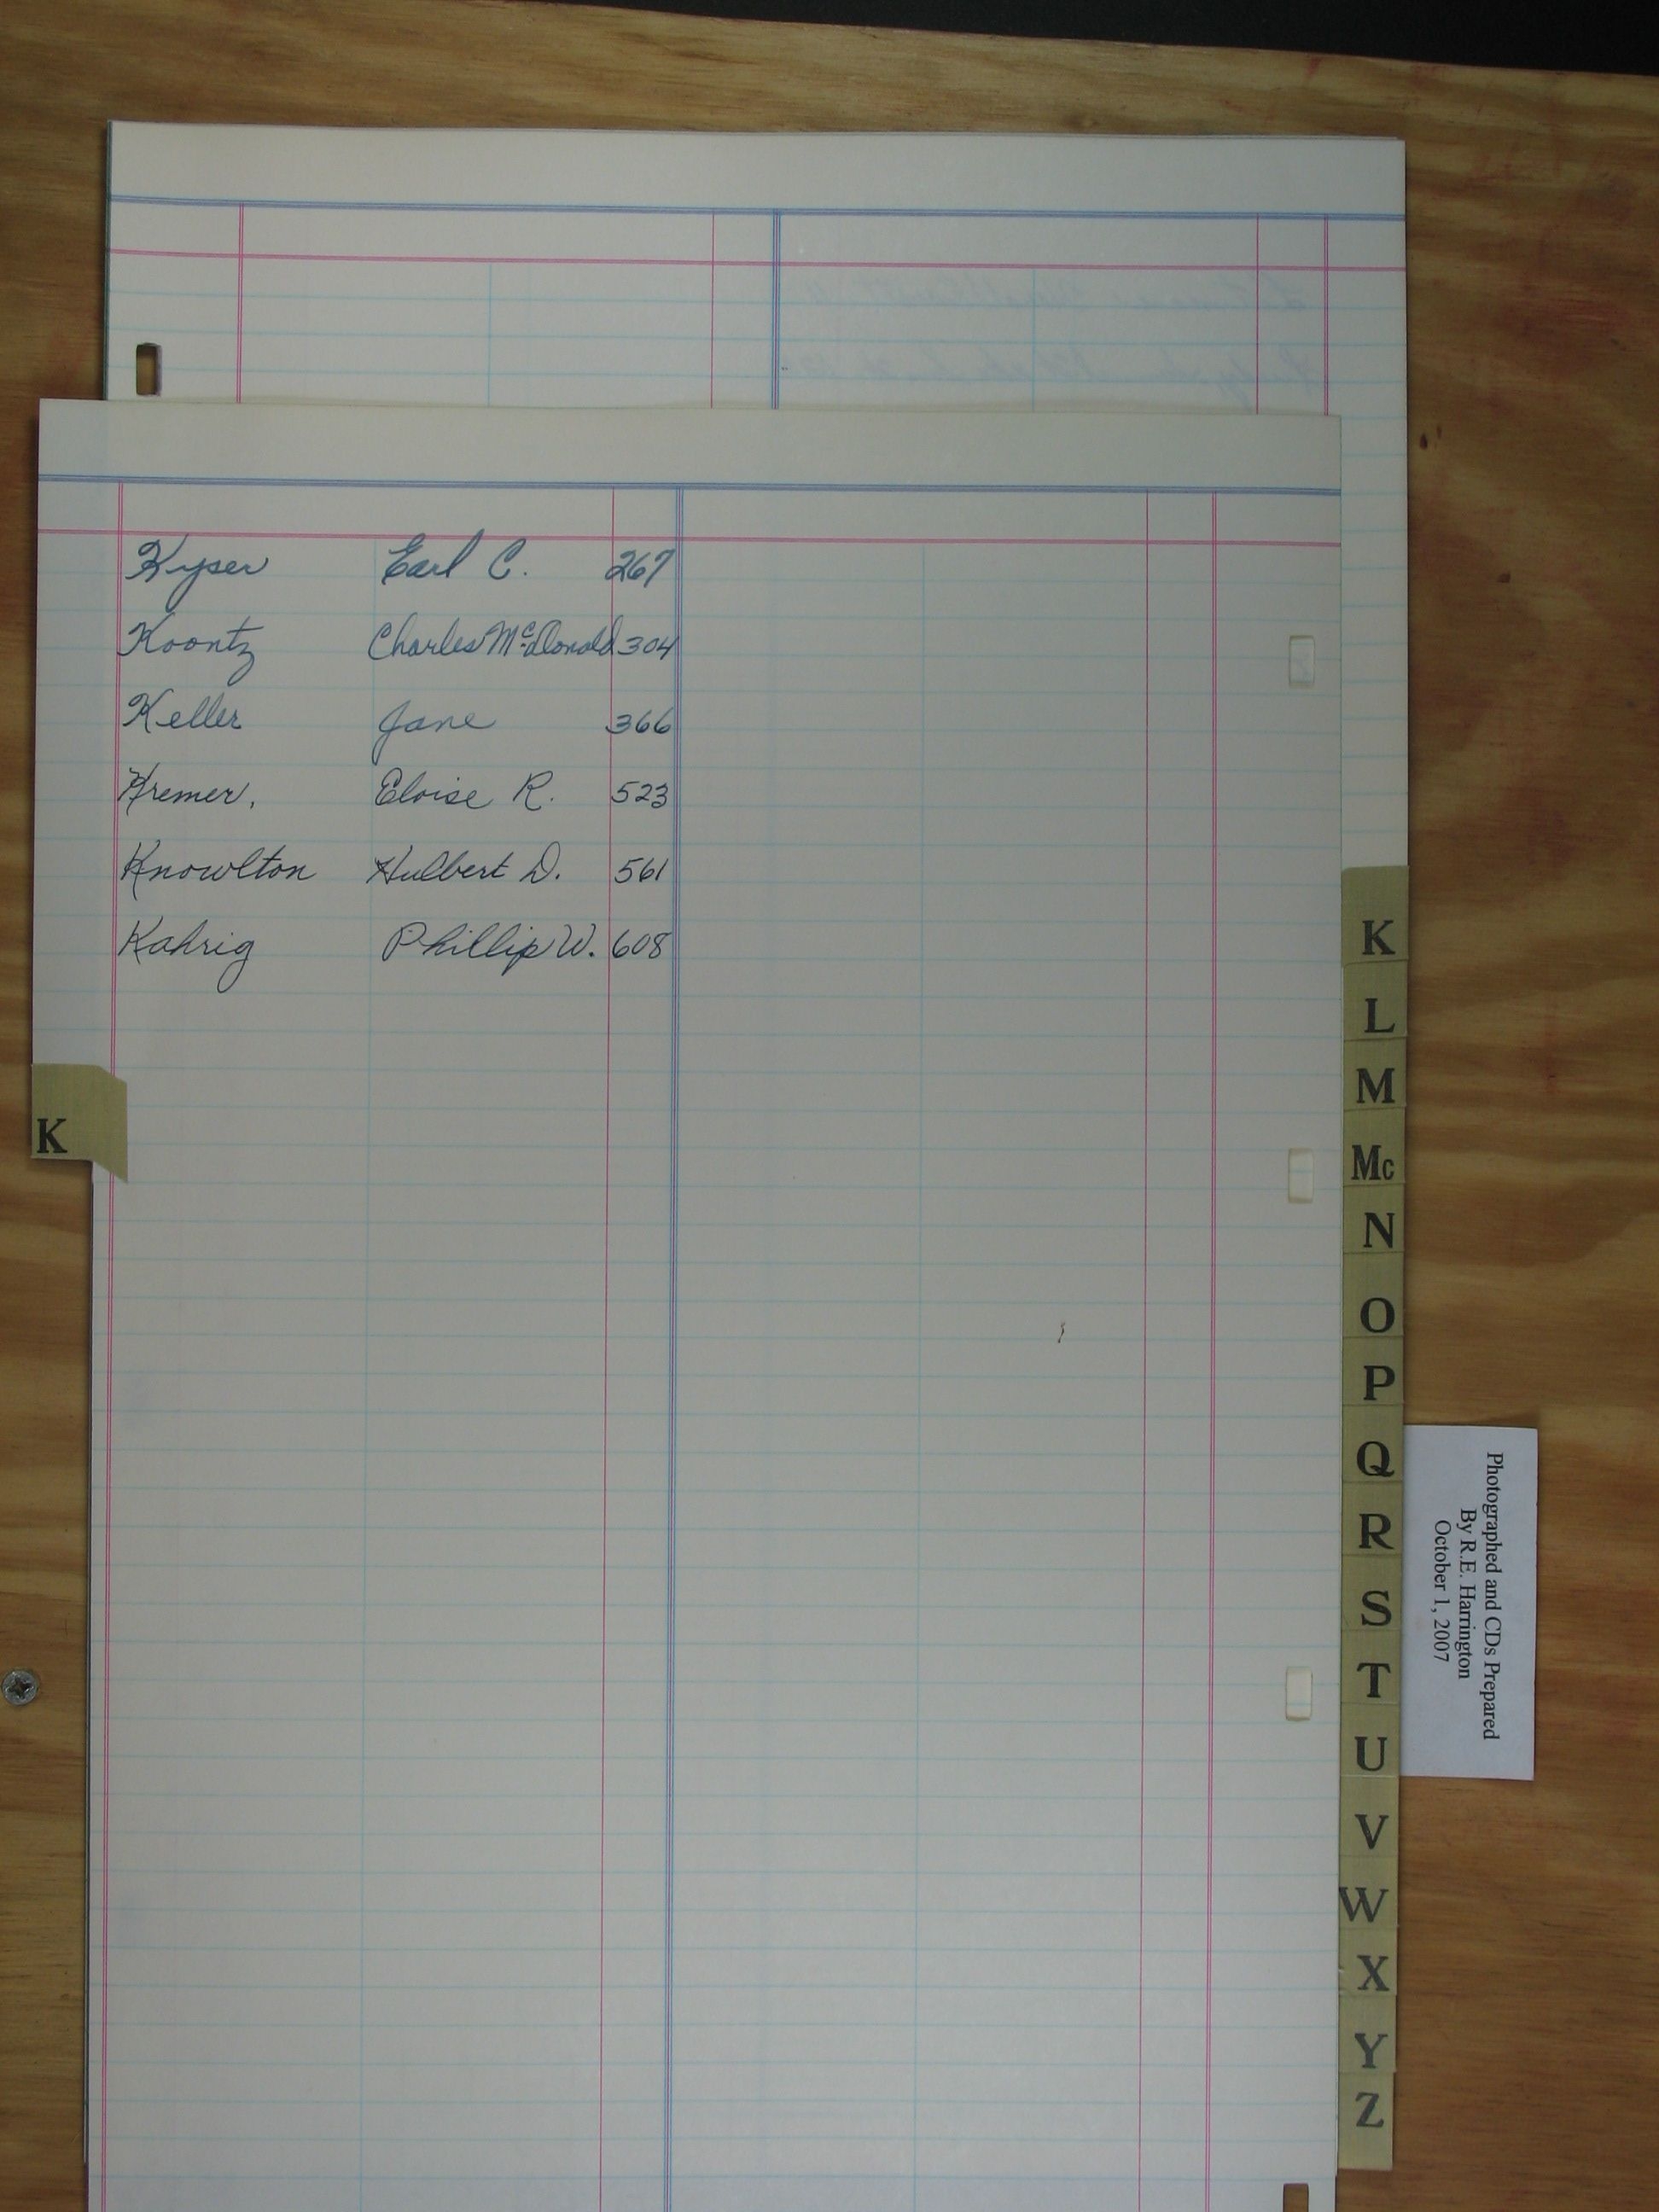 Kyser Earl C. 267
Koontz Charles McDonald 304
Keller Jane 366
Kremer, Eloise R. 523
Knowlton Hulbert D. 561
Kahrig Phillip W. 608
K
K
L
M
Mc
N
O
P
Q
R
S
T
U
V
W
X
Y
Z
Photographed and CDs Prepared
By R.E. Harrington
October 1, 2007